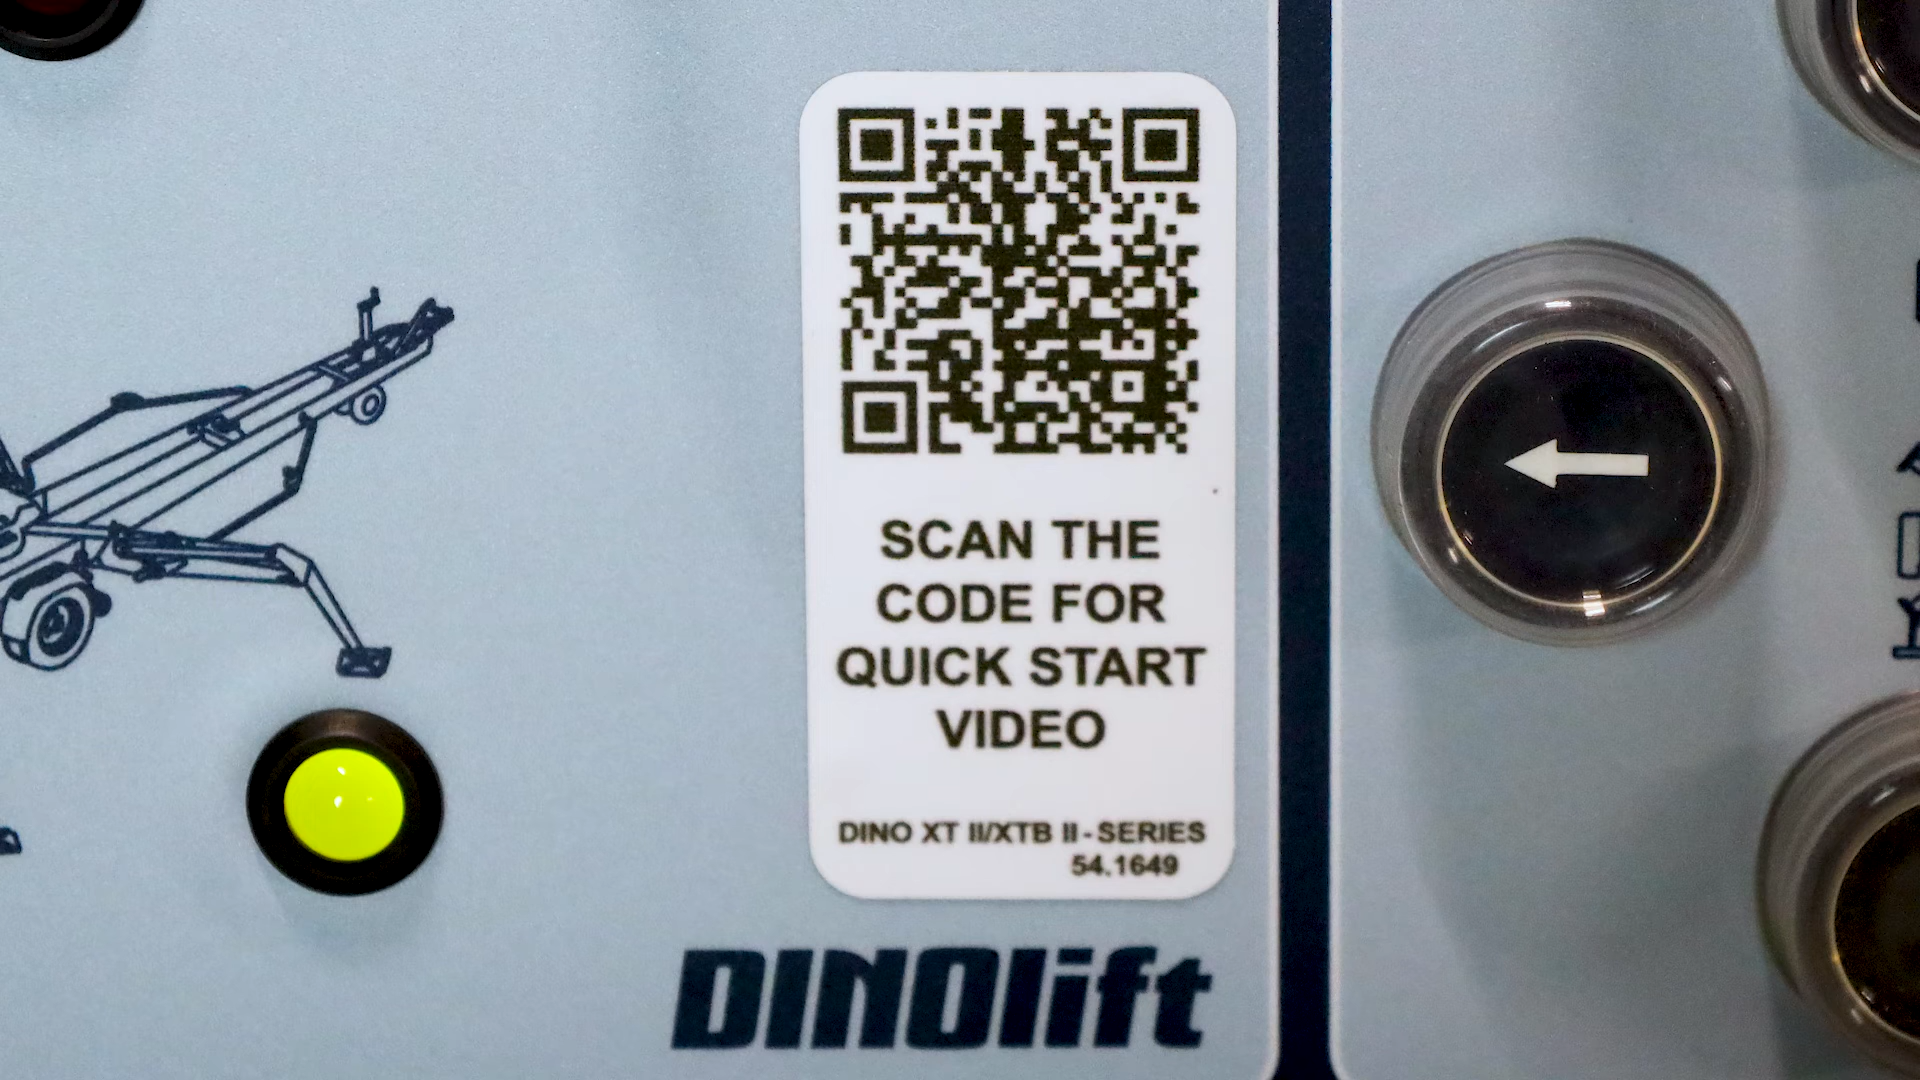 SCAN THE
CODE FOR
QUICK START
VIDEO
DINO XT II/XTB II-SERIES
54.1649
DINOlift